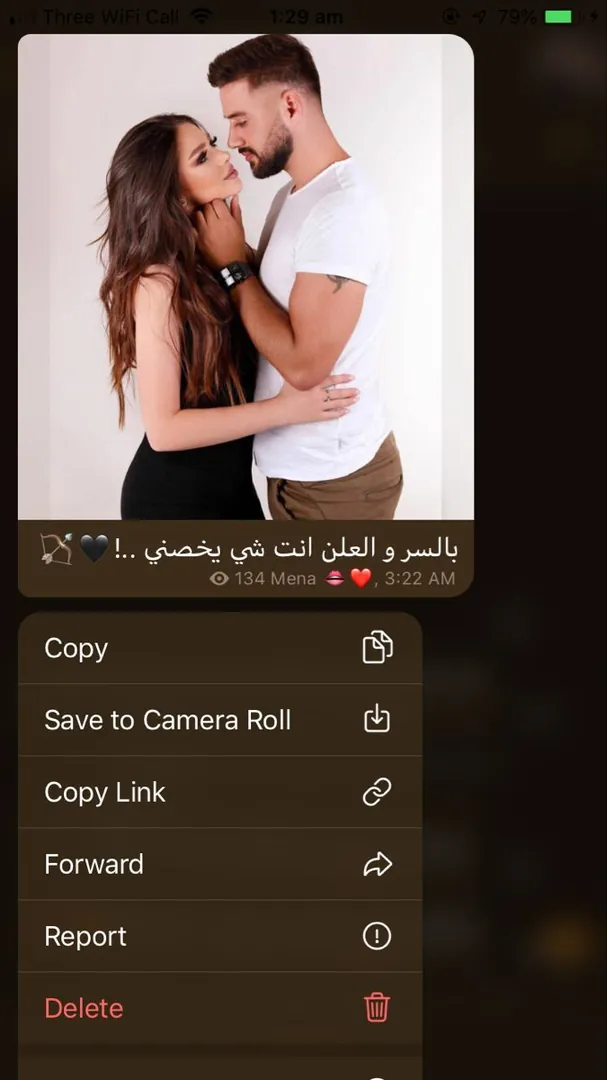 Three WiFi Call 1:29 am 79%
بالسر و العلن انت شي يخصني ..!🖤🏹
134 Mena 👄❤️, 3:22 AM
Copy
Save to Camera Roll
Copy Link
Forward
Report
Delete